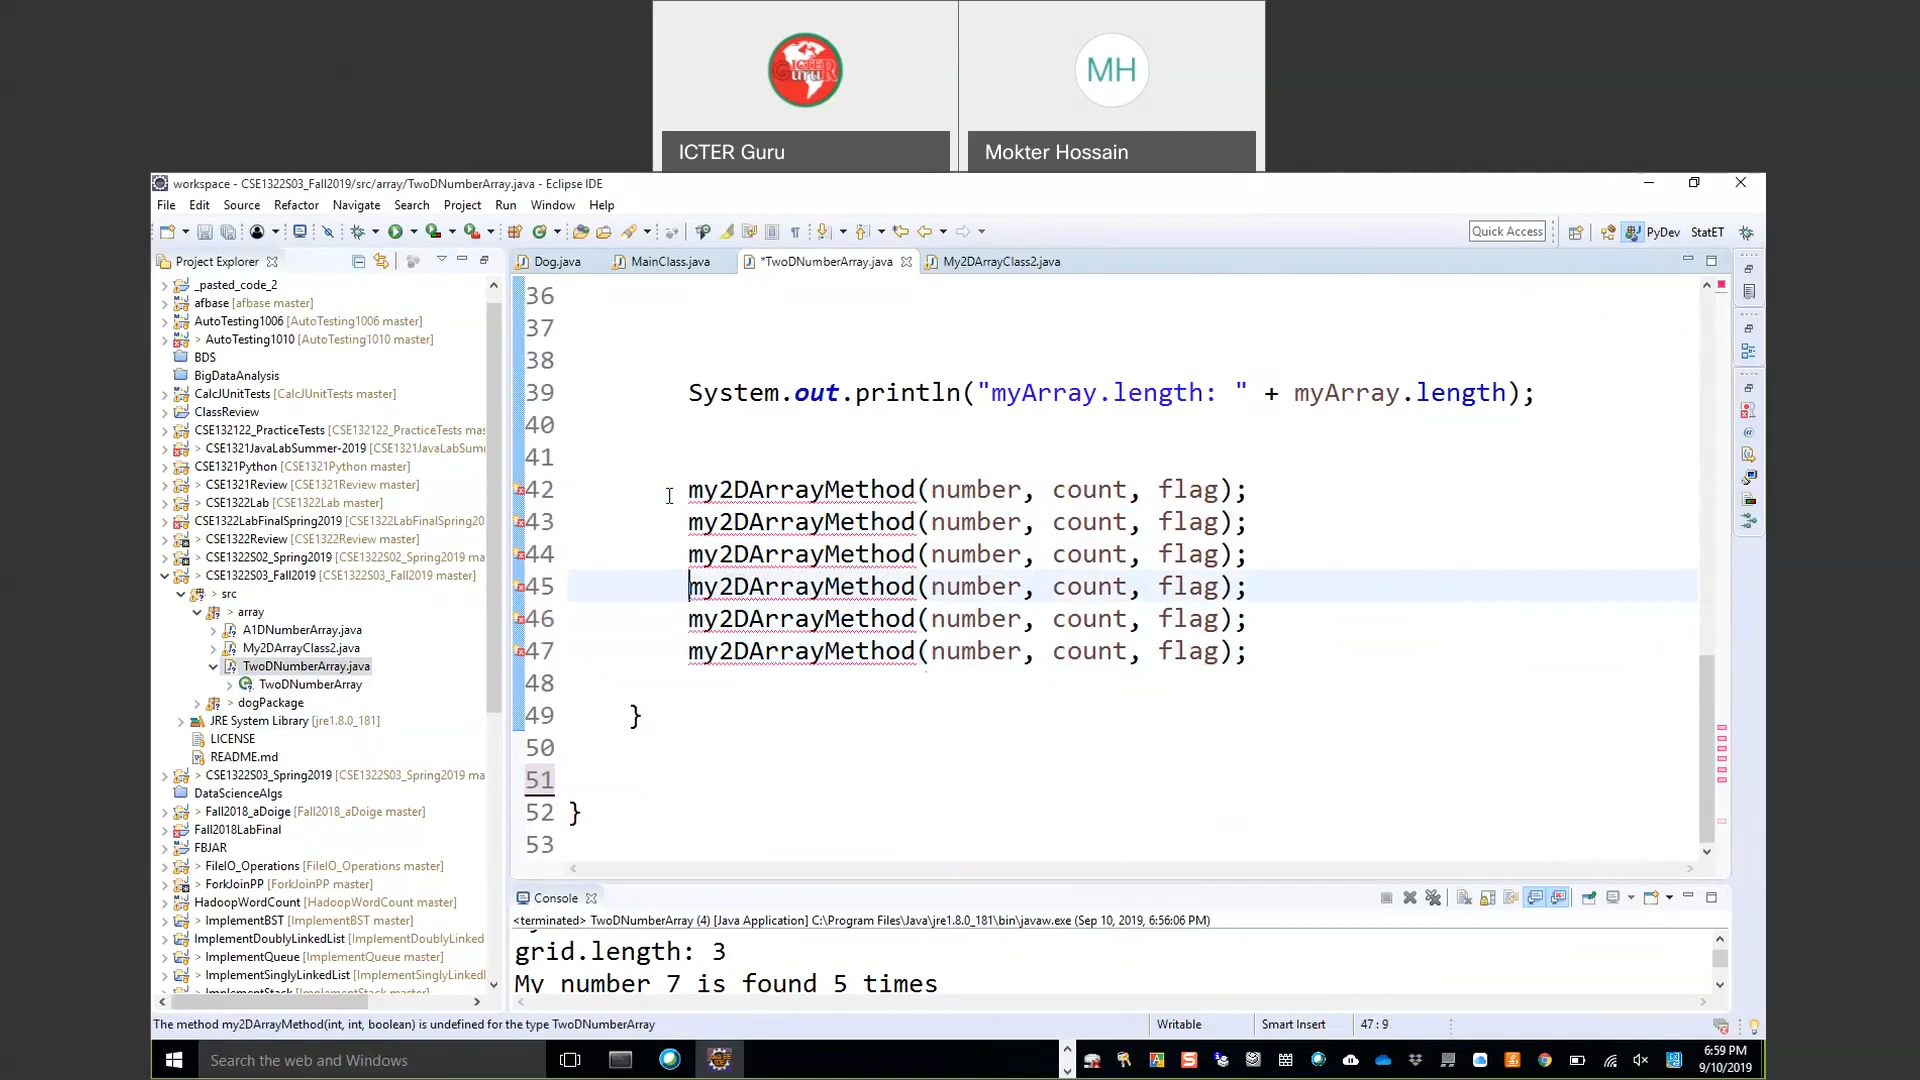 ICTER
GuRu
MH
ICTER Guru
Mokter Hossain
workspace - CSE1322S03_Fall2019/src/array/TwoDNumberArray.java - Eclipse IDE
File Edit Source Refactor Navigate Search Project Run Window Help
Quick Access
PyDev
StatET
Project Explorer
Dog.java
MainClass.java
*TwoDNumberArray.java
My2DArrayClass2.java
_pasted_code_2
afbase [afbase master]
AutoTesting1006 [AutoTesting1006 master]
> AutoTesting1010 [AutoTesting1010 master]
BDS
BigDataAnalysis
CalcJUnitTests [CalcJUnitTests master]
ClassReview
CSE132122_PracticeTests [CSE132122_PracticeTests mas
> CSE1321JavaLabSummer-2019 [CSE1321JavaLabSumm
CSE1321Python [CSE1321Python master]
> CSE1321Review [CSE1321Review master]
> CSE1322Lab [CSE1322Lab master]
CSE1322LabFinalSpring2019 [CSE1322LabFinalSpring20
> CSE1322Review [CSE1322Review master]
> CSE1322S02_Spring2019 [CSE1322S02_Spring2019 ma
> CSE1322S03_Fall2019 [CSE1322S03_Fall2019 master]
> src
> array
A1DNumberArray.java
My2DArrayClass2.java
TwoDNumberArray.java
TwoDNumberArray
> dogPackage
JRE System Library [jre1.8.0_181]
LICENSE
README.md
> CSE1322S03_Spring2019 [CSE1322S03_Spring2019 ma
DataScienceAlgs
> Fall2018_aDoige [Fall2018_aDoige master]
Fall2018LabFinal
FBJAR
> FileIO_Operations [FileIO_Operations master]
> ForkJoinPP [ForkJoinPP master]
HadoopWordCount [HadoopWordCount master]
> ImplementBST [ImplementBST master]
ImplementDoublyLinkedList [ImplementDoublyLinked
> ImplementQueue [ImplementQueue master]
> ImplementSinglyLinkedList [ImplementSinglyLinked
36
37
38
39 System.out.println("myArray.length: " + myArray.length);
40
41
42 my2DArrayMethod(number, count, flag);
43 my2DArrayMethod(number, count, flag);
44 my2DArrayMethod(number, count, flag);
45 my2DArrayMethod(number, count, flag);
46 my2DArrayMethod(number, count, flag);
47 my2DArrayMethod(number, count, flag);
48
49 }
50
51
52 }
53
Console
<terminated> TwoDNumberArray (4) [Java Application] C:\Program Files\Java\jre1.8.0_181\bin\javaw.exe (Sep 10, 2019, 6:56:06 PM)
grid.length: 3
My number 7 is found 5 times
The method my2DArrayMethod(int, int, boolean) is undefined for the type TwoDNumberArray
Writable
Smart Insert
47 : 9
Search the web and Windows
6:59 PM
9/10/2019